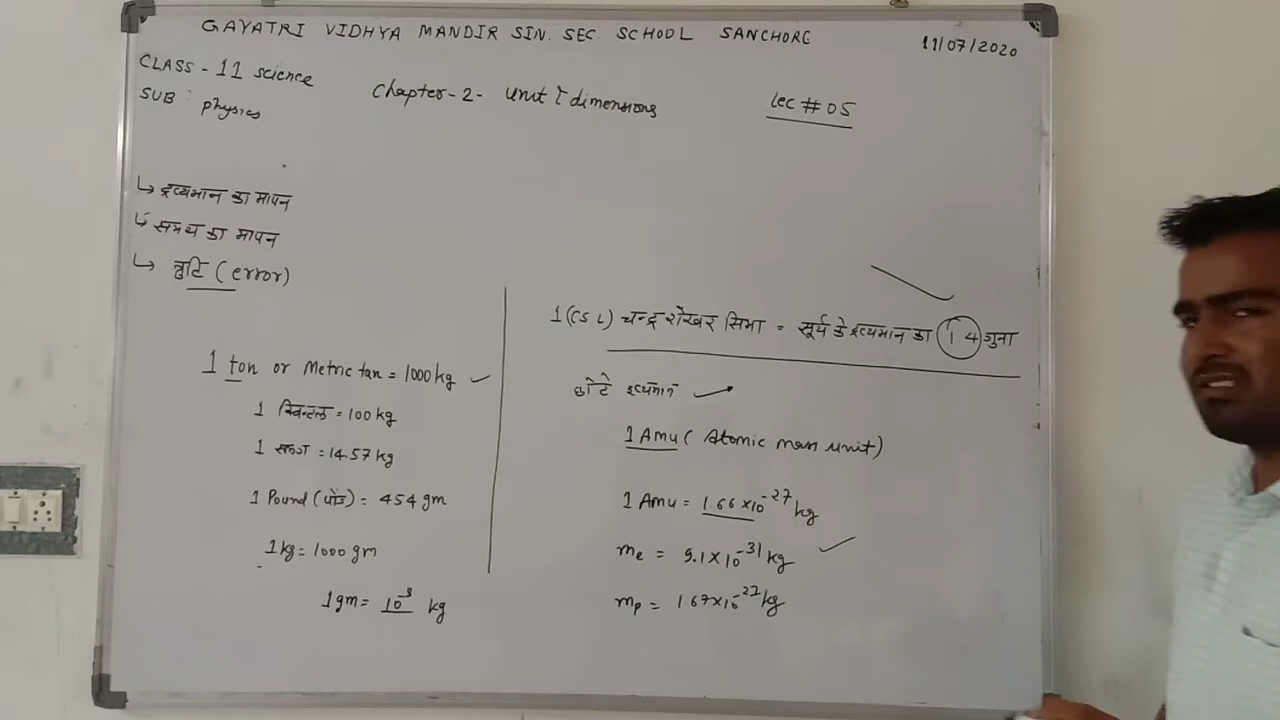 GAYATRI VIDHYA MANDIR SIN. SEC. SCHOOL SANCHORE
11/07/2020
CLASS - 11 science
SUB : physics
Chapter-2- Unit & dimensions
Lec # 05
↳ द्रव्यमान का मापन
↳ समय का मापन
↳ त्रुटि (error)
1 ton or Metric tan = 1000 kg
1 क्विन्टल = 100 kg
1 स्लग = 14.57 kg
1 Pound (पोंड) = 454 gm
1 kg = 1000 gm
1 gm = 10⁻³ kg
1 (CSL) चन्द्रशेखर सिमा = सूर्य के द्रव्यमान का 1.4 गुना
छोटे द्रव्यमान
1 Amu (Atomic mass unit)
1 Amu = 1.66 × 10⁻²⁷ kg
me = 9.1 × 10⁻³¹ kg
mp = 1.67 × 10⁻²⁷ kg